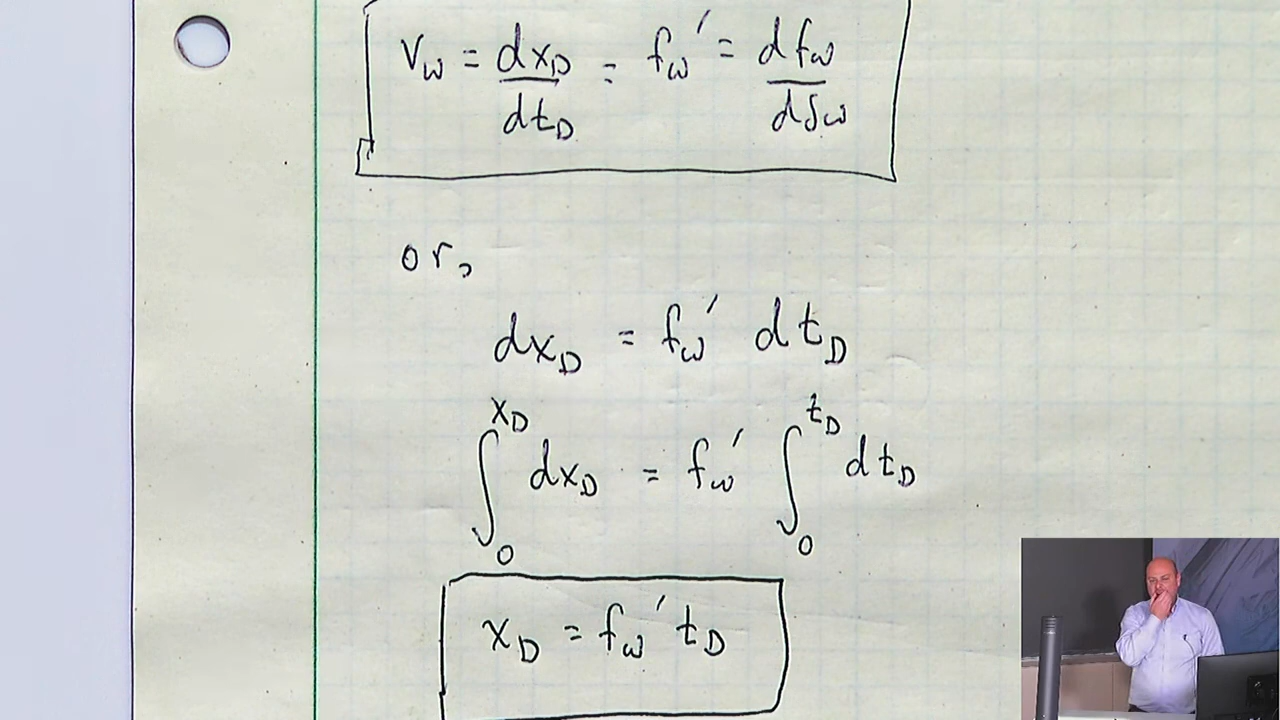 v_w = dx_D/dt_D = f_w' = df_w/dS_w
or,
dx_D = f_w' dt_D
∫_0^{x_D} dx_D = f_w' ∫_0^{t_D} dt_D
x_D = f_w' t_D